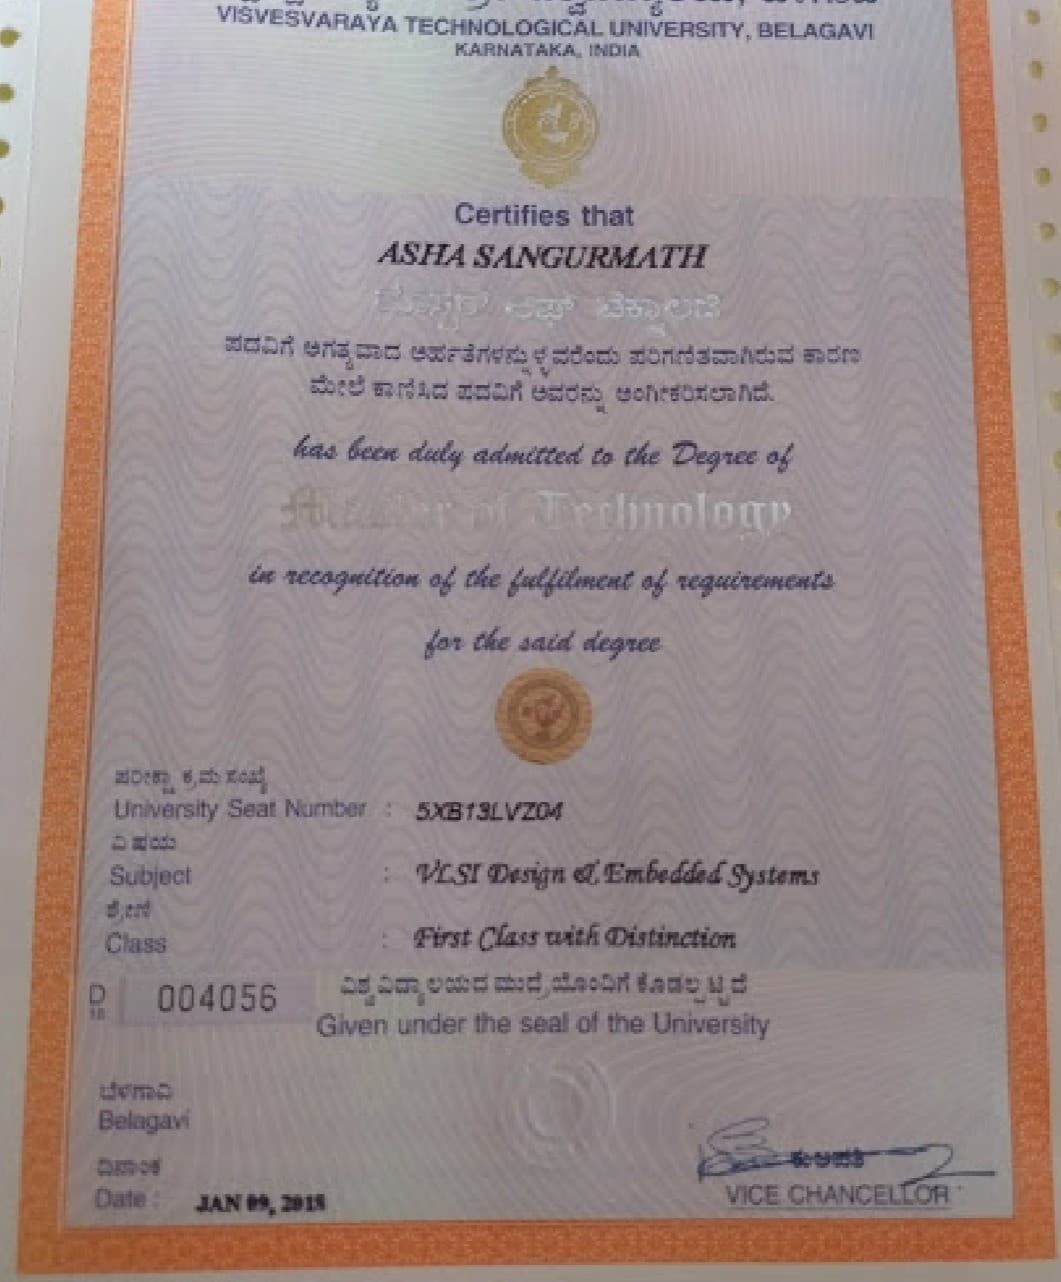 VISVESVARAYA TECHNOLOGICAL UNIVERSITY, BELAGAVI
KARNATAKA, INDIA
Certifies that
ASHA SANGURMATH
ಮಾಸ್ಟರ್ ಆಫ್ ಟೆಕ್ನಾಲಜಿ
ಪದವಿಗೆ ಅಗತ್ಯವಾದ ಅರ್ಹತೆಗಳನ್ನುಳ್ಳವರೆಂದು ಪರಿಗಣಿತವಾಗಿರುವ ಕಾರಣ
ಮೇಲೆ ಕಾಣಿಸಿದ ಪದವಿಗೆ ಅವರನ್ನು ಅಂಗೀಕರಿಸಲಾಗಿದೆ.
has been duly admitted to the Degree of
Master of Technology
in recognition of the fulfilment of requirements
for the said degree
ಪರೀಕ್ಷಾ ಕ್ರಮ ಸಂಖ್ಯೆ
University Seat Number : 5XB13LVZ04
ವಿಷಯ
Subject : VLSI Design & Embedded Systems
ಶ್ರೇಣಿ
Class : First Class with Distinction
D 004056
ವಿಶ್ವವಿದ್ಯಾಲಯದ ಮುದ್ರೆಯೊಂದಿಗೆ ಕೊಡಲ್ಪಟ್ಟಿದೆ
Given under the seal of the University
ಬೆಳಗಾವಿ
Belagavi
ದಿನಾಂಕ
Date : JAN 09, 2018
ಕುಲಪತಿ
VICE CHANCELLOR